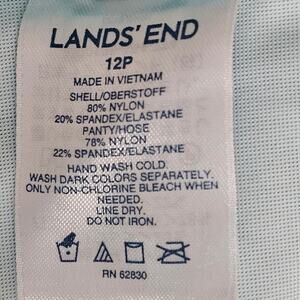 LANDS' END
12P
MADE IN VIETNAM
SHELL/OBERSTOFF
80% NYLON
20% SPANDEX/ELASTANE
PANTY/HOSE
78% NYLON
22% SPANDEX/ELASTANE
HAND WASH COLD.
WASH DARK COLORS SEPARATELY.
ONLY NON-CHLORINE BLEACH WHEN
NEEDED.
LINE DRY.
DO NOT IRON.
RN 62830